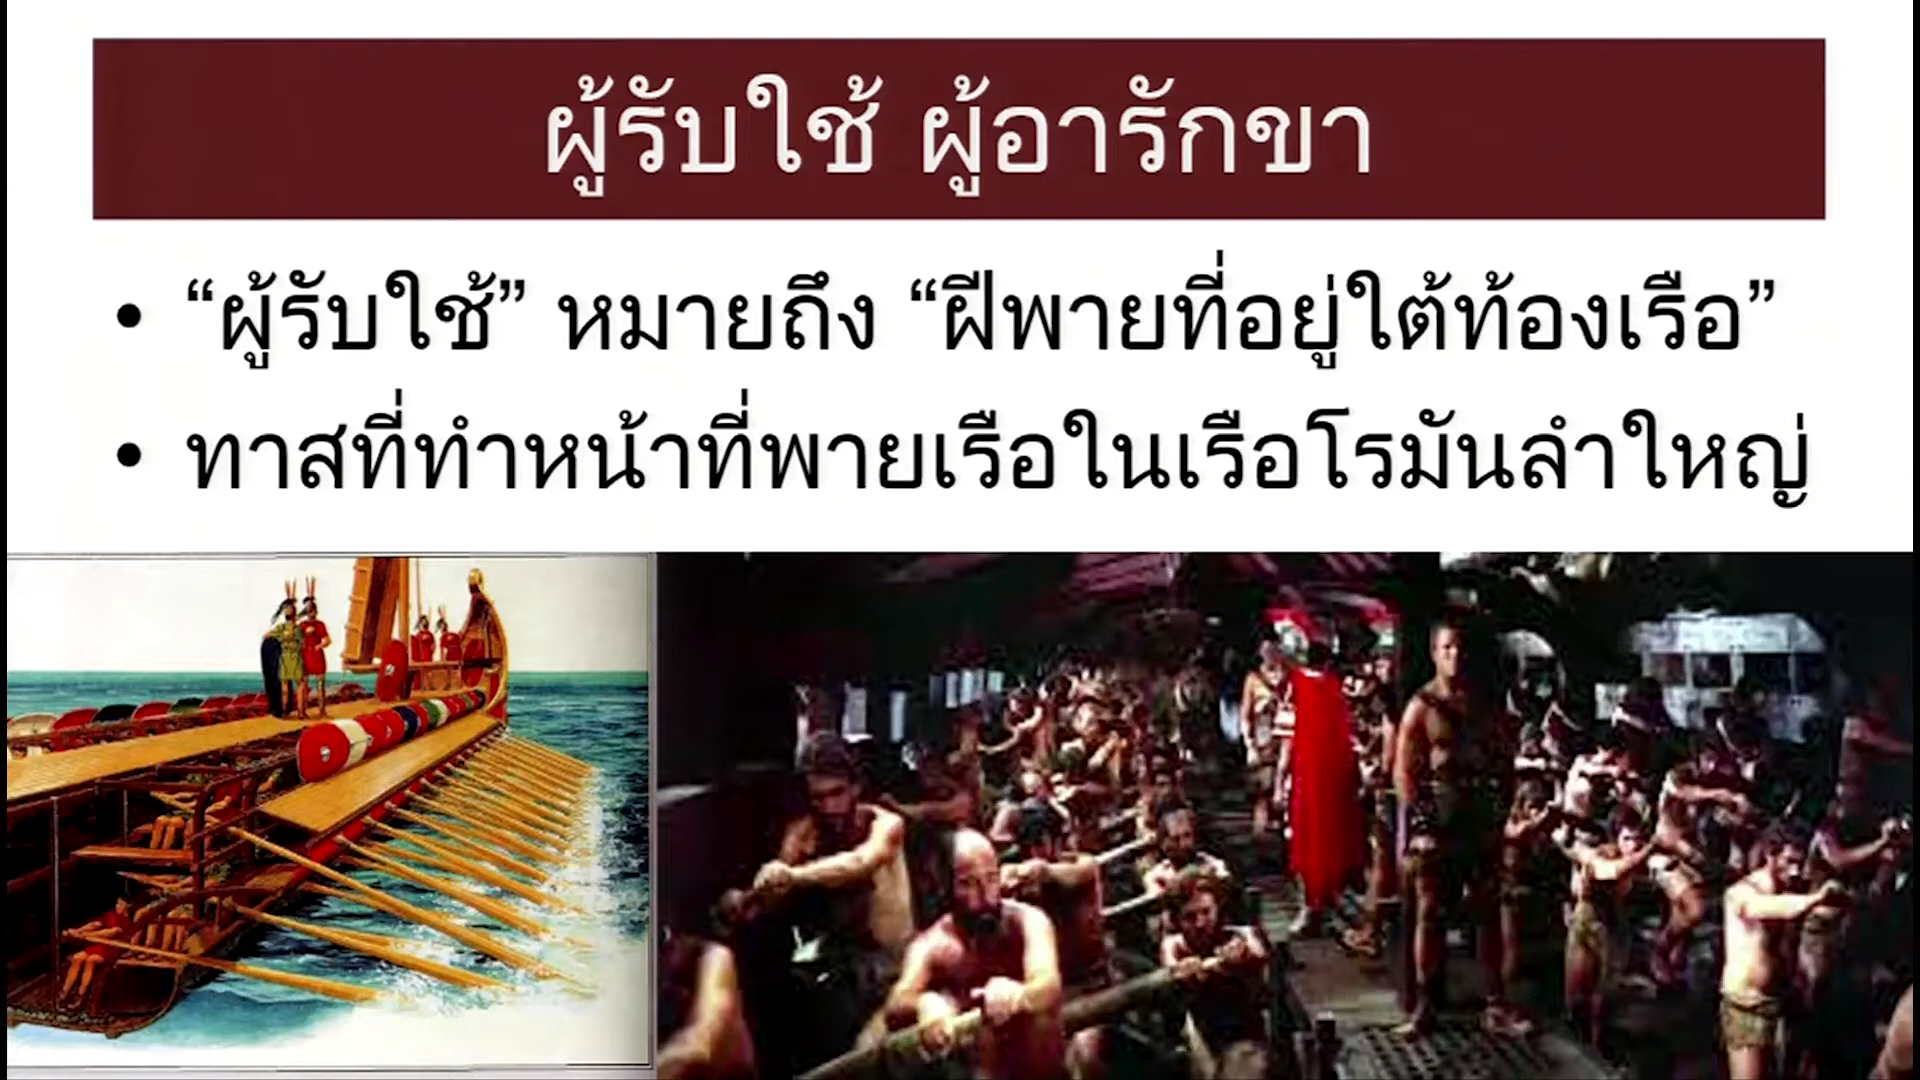 ผู้รับใช้ ผู้อารักขา
• “ผู้รับใช้” หมายถึง “ฝีพายที่อยู่ใต้ท้องเรือ”
• ทาสที่ทำหน้าที่พายเรือในเรือโรมันลำใหญ่